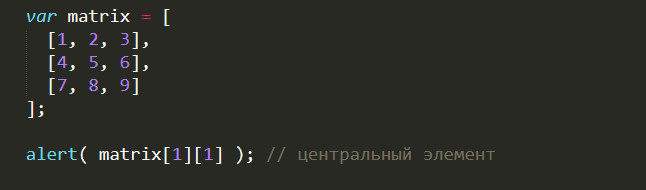 var matrix = [
  [1, 2, 3],
  [4, 5, 6],
  [7, 8, 9]
];
alert( matrix[1][1] ); // центральный элемент